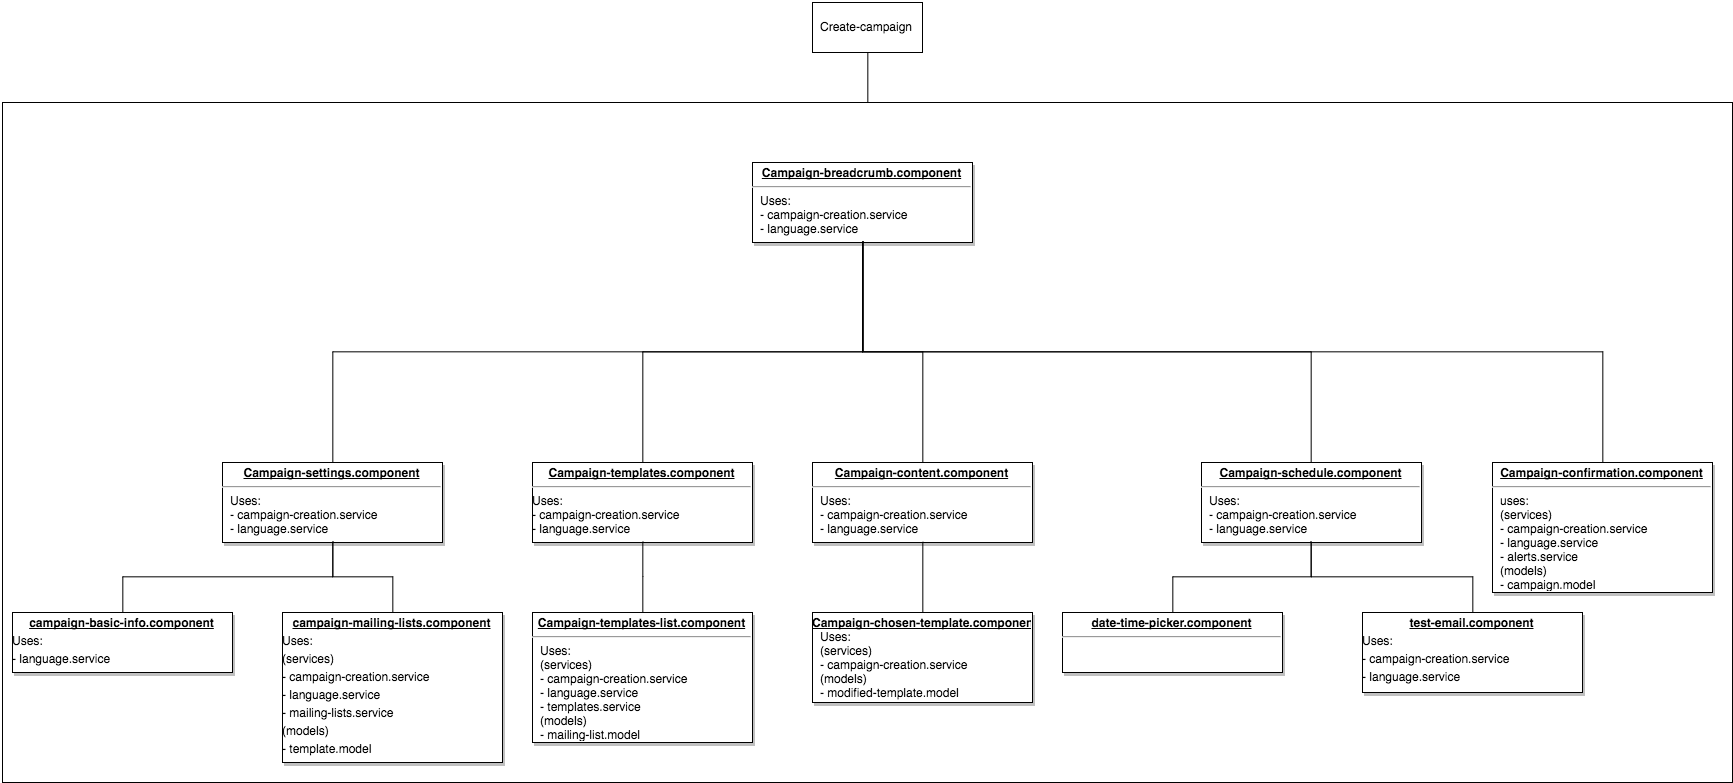 Create-campaign
Campaign-breadcrumb.component
Uses:
- campaign-creation.service
- language.service
Campaign-settings.component
Uses:
- campaign-creation.service
- language.service
Campaign-templates.component
Uses:
- campaign-creation.service
- language.service
Campaign-content.component
Uses:
- campaign-creation.service
- language.service
Campaign-schedule.component
Uses:
- campaign-creation.service
- language.service
Campaign-confirmation.component
uses:
(services)
- campaign-creation.service
- language.service
- alerts.service
(models)
- campaign.model
campaign-basic-info.component
Uses:
- language.service
campaign-mailing-lists.component
Uses:
(services)
- campaign-creation.service
- language.service
- mailing-lists.service
(models)
- template.model
Campaign-templates-list.component
Uses:
(services)
- campaign-creation.service
- language.service
- templates.service
(models)
- mailing-list.model
Campaign-chosen-template.componen
Uses:
(services)
- campaign-creation.service
(models)
- modified-template.model
date-time-picker.component
test-email.component
Uses:
- campaign-creation.service
- language.service